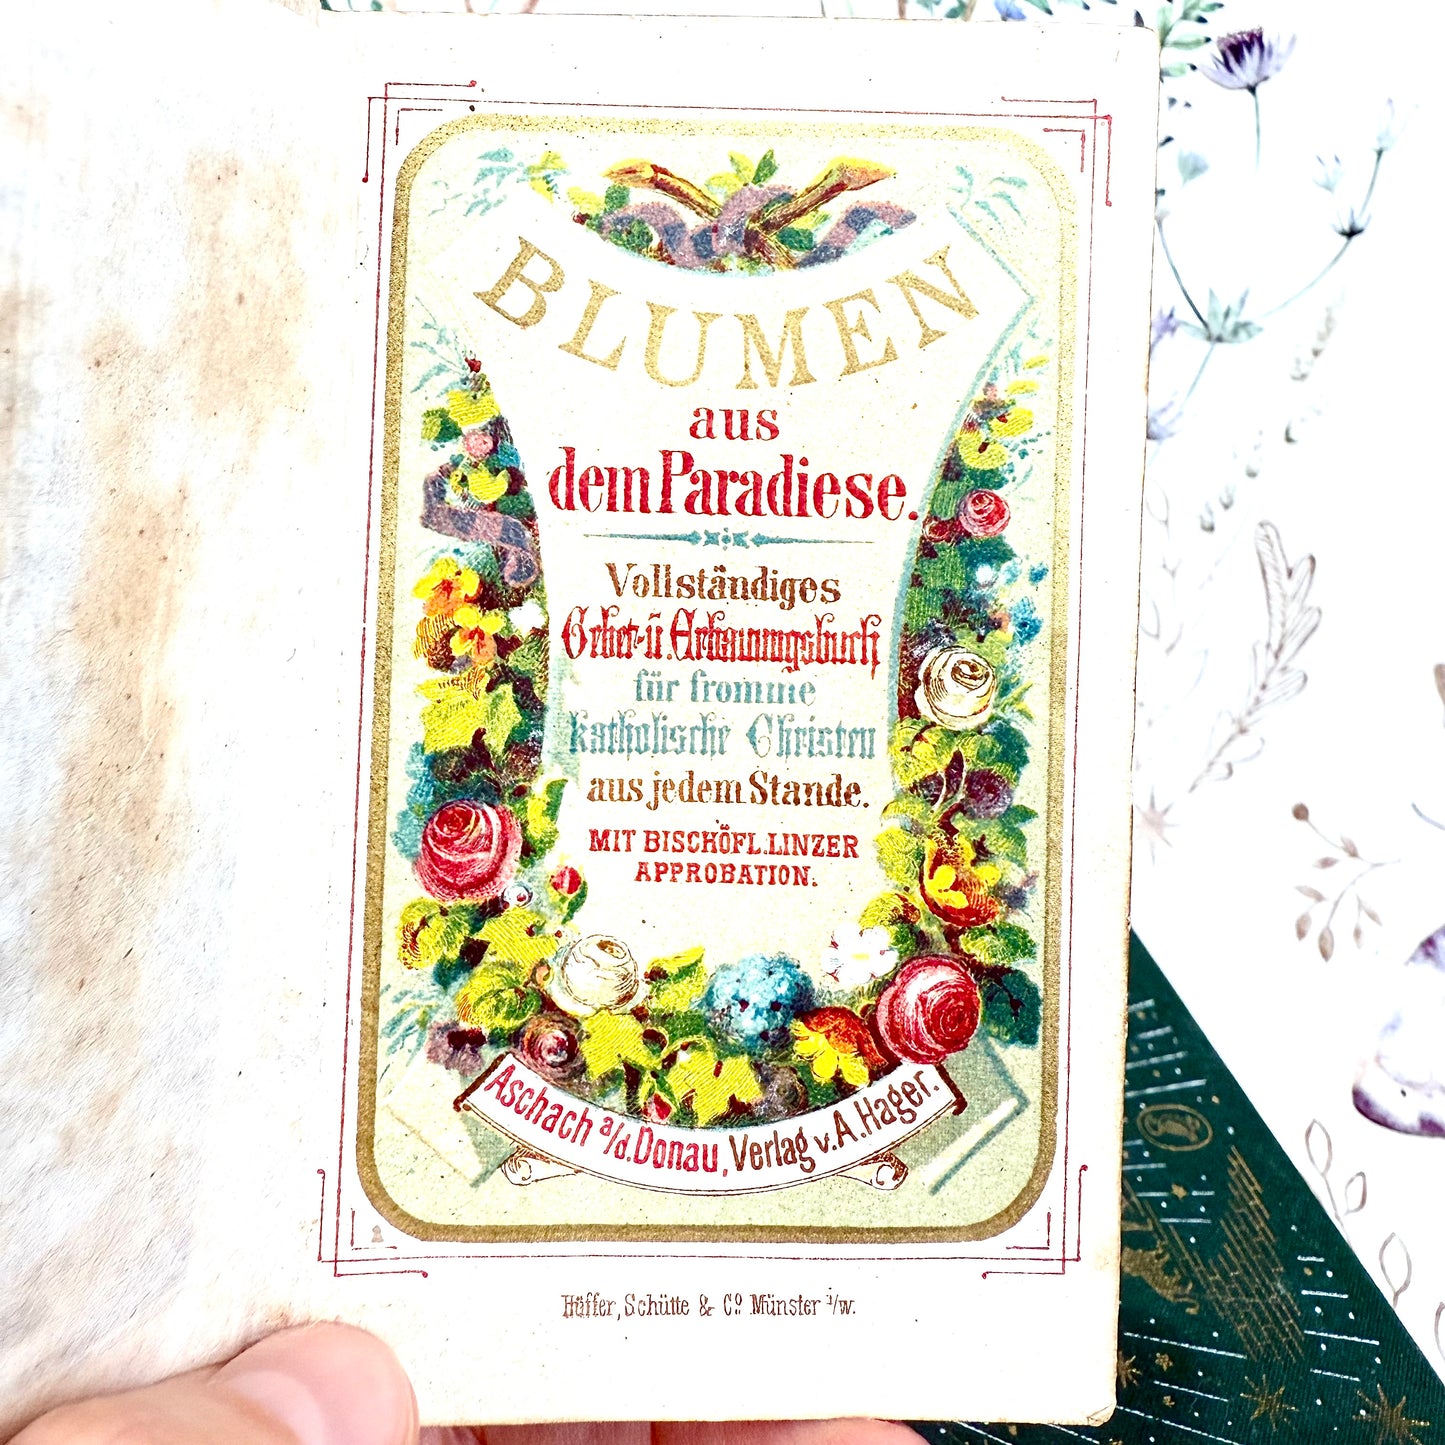 BLUMEN
aus
dem Paradiese.
Vollständiges
Gebet- ū. Erbauungsbuch
für fromme
katholische Christen
aus jedem Stande.
MIT BISCHÖFL. LINZER
APPROBATION.
Aschach a/d. Donau, Verlag v. A. Hager.
Hüffer, Schütte & Co Münster i/w.